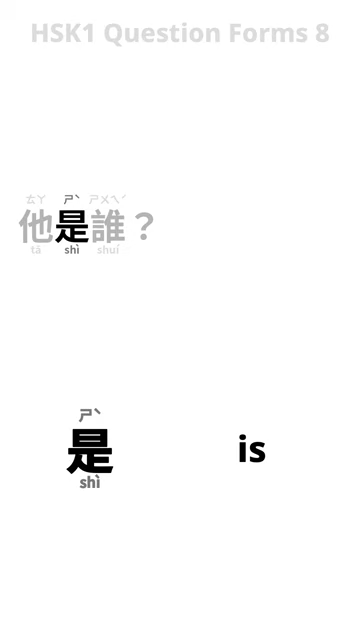 HSK1 Question Forms 8
ㄊㄚ ㄕˋ ㄕㄨㄟˊ
他是誰？
tā shì shuí
ㄕˋ
是
shì
is